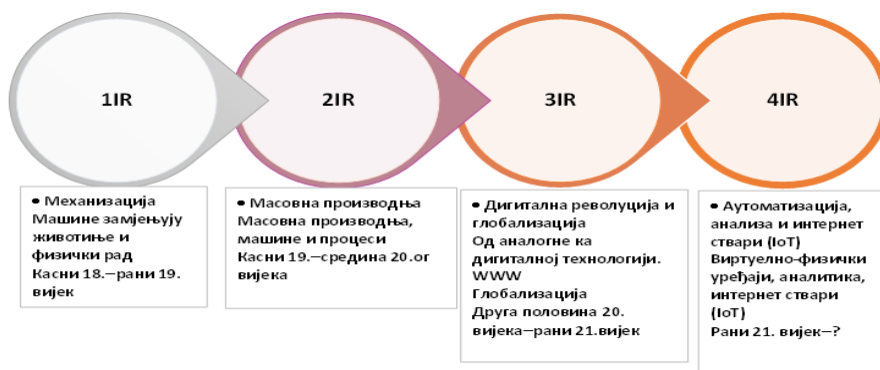 1IR
2IR
3IR
4IR
• Механизација
Машине замјењују
животиње и
физички рад
Касни 18.–рани 19.
вијек
• Масовна производња
Масовна производња,
машине и процеси
Касни 19.–средина 20.ог
вијека
• Дигитална револуција и
глобализација
Од аналогне ка
дигиталној технологији.
WWW
Глобализација
Друга половина 20.
вијека–рани 21.вијек
• Аутоматизација,
анализа и интернет
ствари (IoT)
Виртуелно-физички
уређаји, аналитика,
интернет ствари
(IoT)
Рани 21. вијек–?